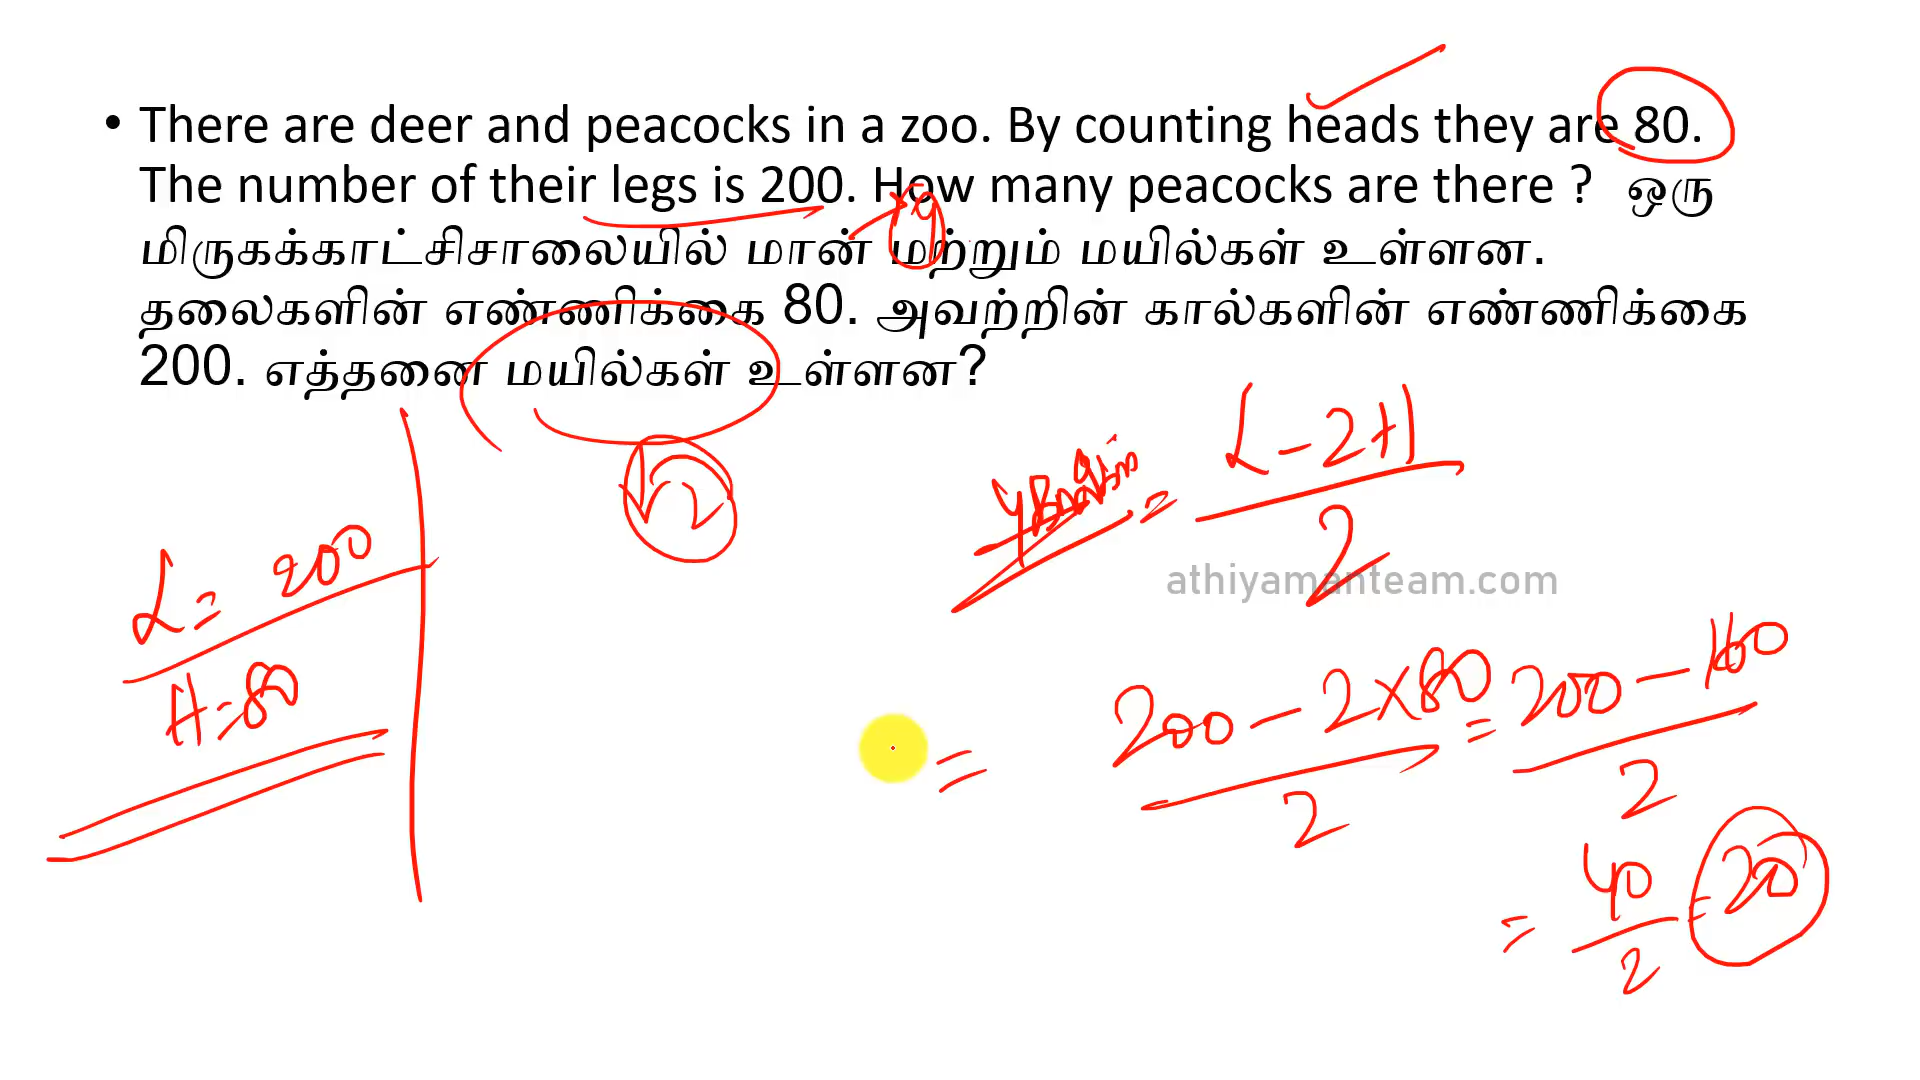 • There are deer and peacocks in a zoo. By counting heads they are 80.
The number of their legs is 200. How many peacocks are there ? ஒரு
மிருகக்காட்சிசாலையில் மான் மற்றும் மயில்கள் உள்ளன.
தலைகளின் எண்ணிக்கை 80. அவற்றின் கால்களின் எண்ணிக்கை
200. எத்தனை மயில்கள் உள்ளன?
L - 2H
=
2
2
L = 200
H = 80
athiyamanteam.com
= 200 - 2 × 80 = 200 - 160
2 2
= 40 = 20
2